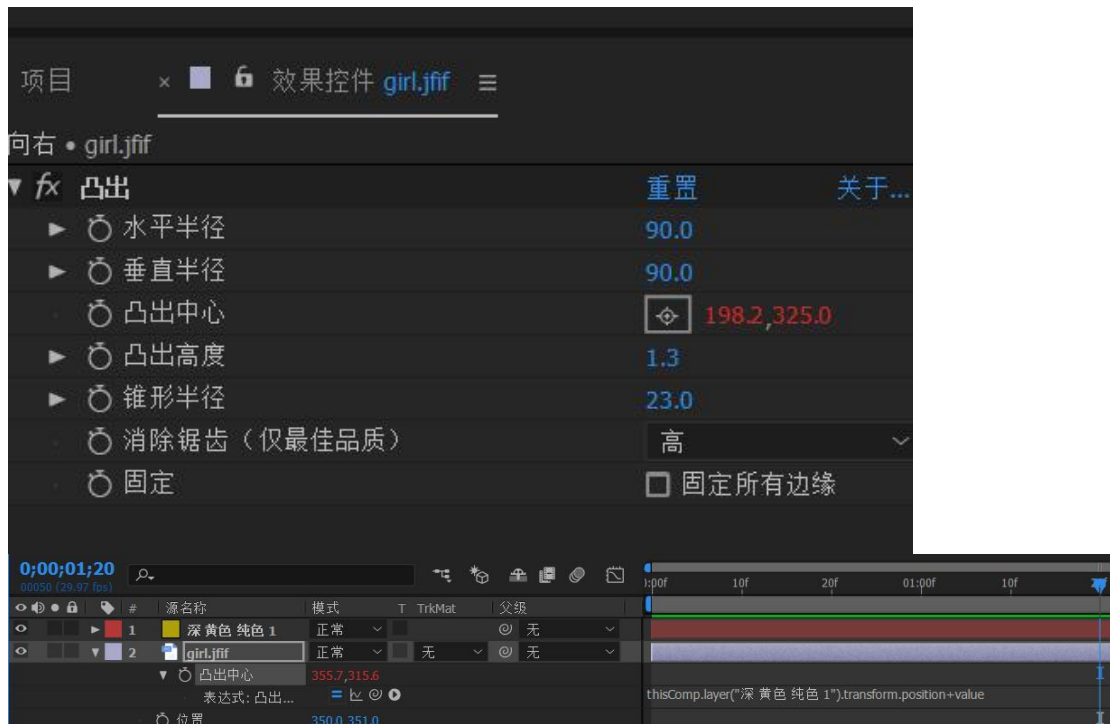 项目 × 效果控件 girl.jfif ≡
向右 • girl.jfif
fx 凸出 重置 关于...
水平半径 90.0
垂直半径 90.0
凸出中心 198.2,325.0
凸出高度 1.3
锥形半径 23.0
消除锯齿（仅最佳品质） 高
固定 固定所有边缘
0;00;01;20
00050 (29.97 fps)
):00f 10f 20f 01:00f 10f
# 源名称 模式 T TrkMat 父级
1 深 黄色 纯色 1 正常 无
2 girl.jfif 正常 无 无
凸出中心 355.7,315.6
表达式: 凸出... thisComp.layer("深 黄色 纯色 1").transform.position+value
位置 350.0,351.0